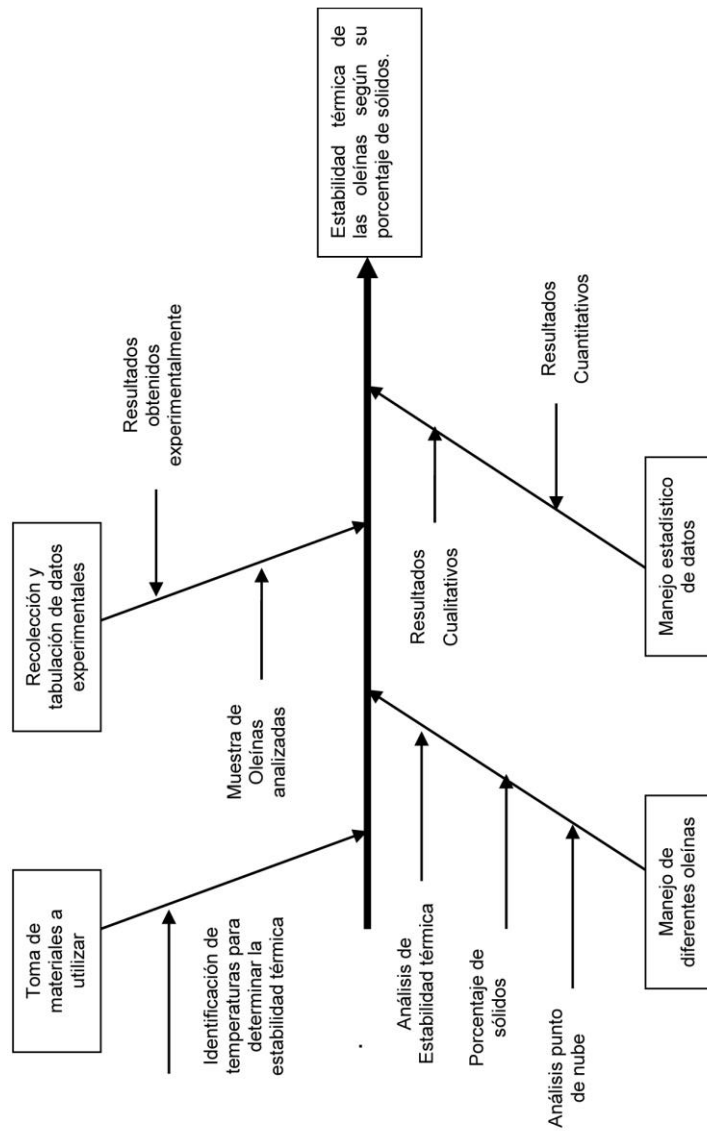 Toma de
materiales a
utilizar
Recolección y
tabulación de datos
experimentales
Identificación de
temperaturas para
determinar la
estabilidad térmica
Muestra de
Oleínas
analizadas
Resultados
obtenidos
experimentalmente
Estabilidad térmica de
las oleínas según su
porcentaje de sólidos.
Análisis de
Estabilidad térmica
Porcentaje de
sólidos
Análisis punto
de nube
Resultados
Cualitativos
Resultados
Cuantitativos
Manejo de
diferentes oleínas
Manejo estadístico
de datos